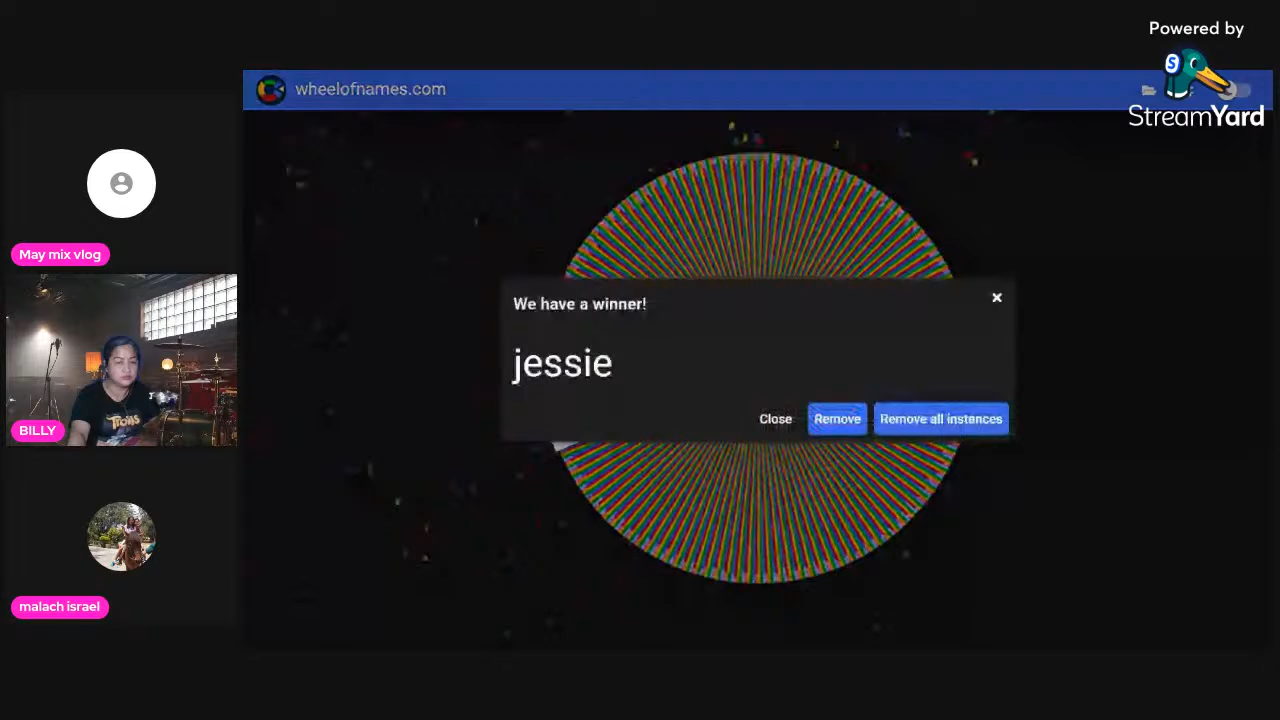 Powered by
StreamYard
wheelofnames.com
May mix vlog
BILLY
malach israel
We have a winner!
jessie
Close
Remove
Remove all instances